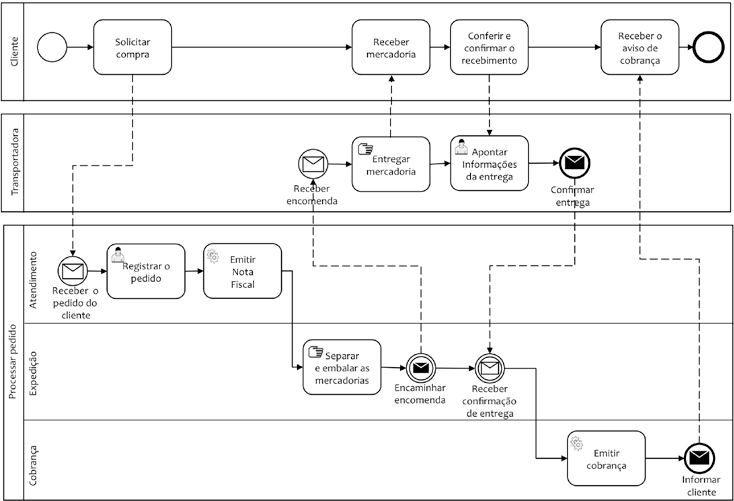 Cliente
Solicitar
compra
Receber
mercadoria
Conferir e
confirmar o
recebimento
Receber o
aviso de
cobrança
Transportadora
Receber
encomenda
Entregar
mercadoria
Apontar
Informações
da entrega
Confirmar
entrega
Processar pedido
Atendimento
Receber o
pedido do
cliente
Registrar o
pedido
Emitir
Nota
Fiscal
Expedição
Separar
e embalar as
mercadorias
Encaminhar
encomenda
Receber
confirmação
de entrega
Cobrança
Emitir
cobrança
Informar
cliente